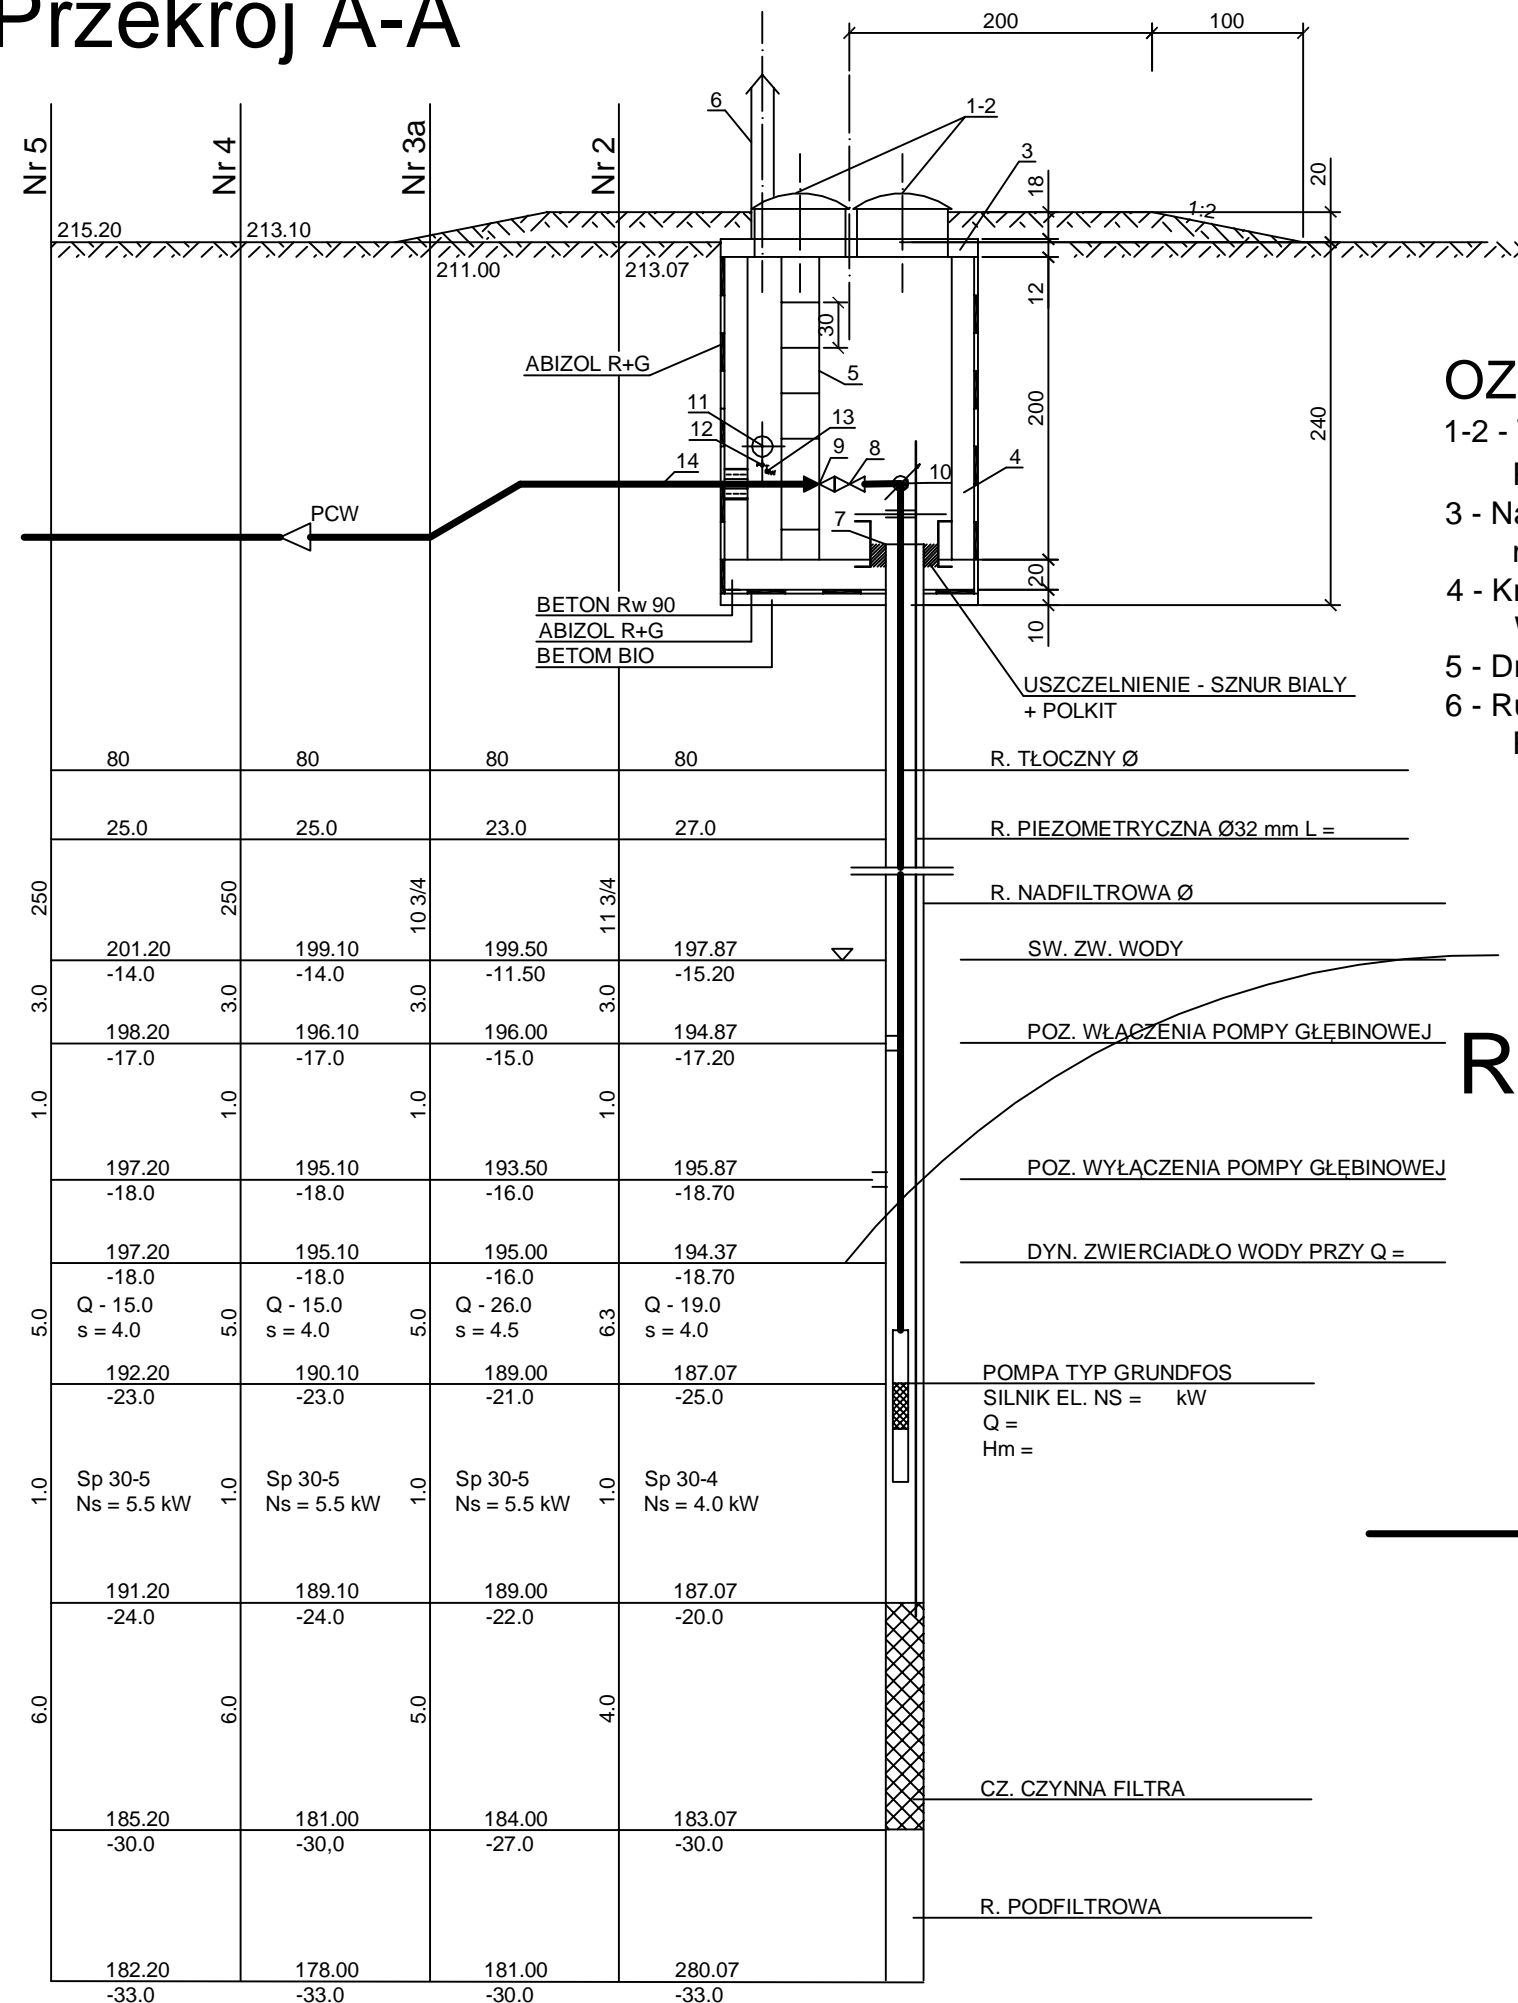 Przekrój A-A
200
100
6
1-2
3
18
20
Nr 5
Nr 4
Nr 3a
Nr 2
1:2
215.20
213.10
211.00
213.07
12
30
ABIZOL R+G
5
200
240
11
12
13
9
8
14
10
4
PCW
7
20
10
BETON Rw 90
ABIZOL R+G
BETOM BIO
USZCZELNIENIE - SZNUR BIALY
+ POLKIT
OZ
1-2 -
3 - Na
4 - Kr
5 - Dr
6 - Ru
80 80 80 80 R. TŁOCZNY Ø
25.0 25.0 23.0 27.0 R. PIEZOMETRYCZNA Ø32 mm L =
250 250 10 3/4 11 3/4 R. NADFILTROWA Ø
201.20 199.10 199.50 197.87 SW. ZW. WODY
-14.0 -14.0 -11.50 -15.20
3.0 3.0 3.0 3.0
198.20 196.10 196.00 194.87 POZ. WŁĄCZENIA POMPY GŁĘBINOWEJ
-17.0 -17.0 -15.0 -17.20
R
1.0 1.0 1.0 1.0
197.20 195.10 193.50 195.87 POZ. WYŁĄCZENIA POMPY GŁĘBINOWEJ
-18.0 -18.0 -16.0 -18.70
197.20 195.10 195.00 194.37 DYN. ZWIERCIADŁO WODY PRZY Q =
-18.0 -18.0 -16.0 -18.70
Q - 15.0 Q - 15.0 Q - 26.0 Q - 19.0
5.0 5.0 5.0 6.3
s = 4.0 s = 4.0 s = 4.5 s = 4.0
192.20 190.10 189.00 187.07 POMPA TYP GRUNDFOS
-23.0 -23.0 -21.0 -25.0 SILNIK EL. NS = kW
Q =
Hm =
Sp 30-5 Sp 30-5 Sp 30-5 Sp 30-4
1.0 1.0 1.0 1.0
Ns = 5.5 kW Ns = 5.5 kW Ns = 5.5 kW Ns = 4.0 kW
191.20 189.10 189.00 187.07
-24.0 -24.0 -22.0 -20.0
6.0 6.0 5.0 4.0
CZ. CZYNNA FILTRA
185.20 181.00 184.00 183.07
-30.0 -30,0 -27.0 -30.0
R. PODFILTROWA
182.20 178.00 181.00 280.07
-33.0 -33.0 -30.0 -33.0